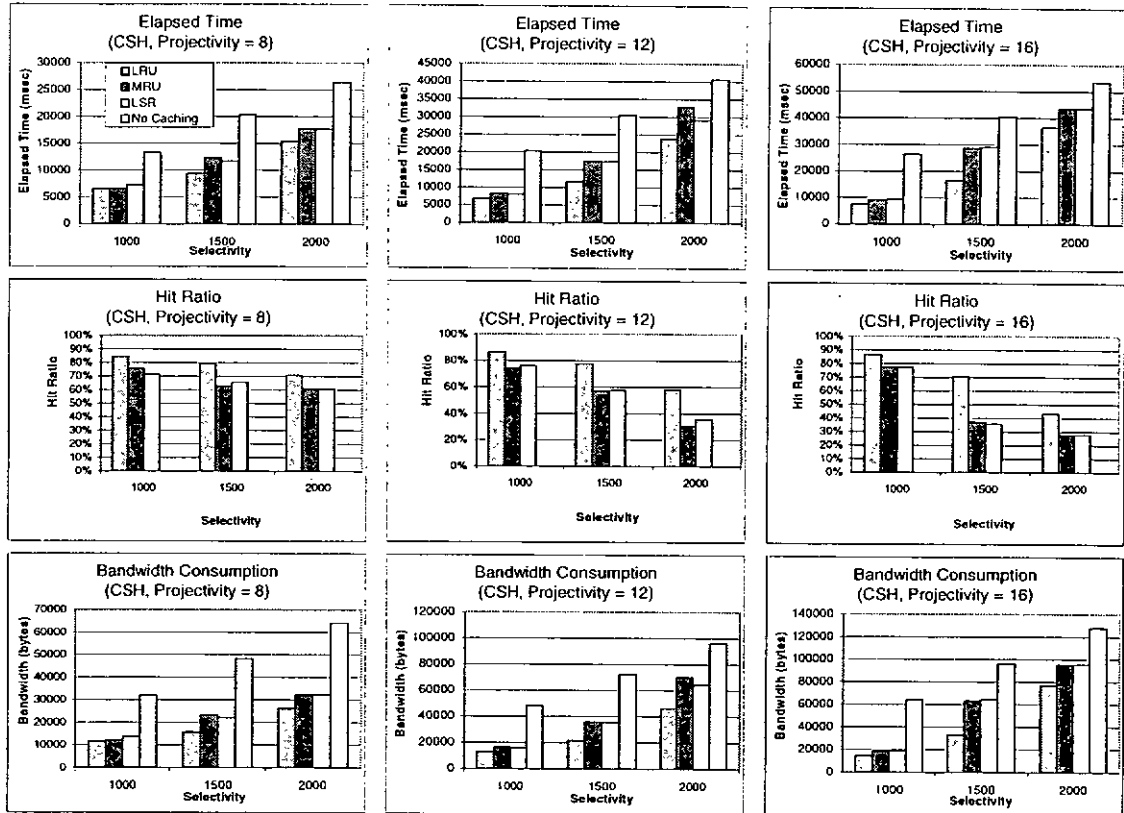 Elapsed Time
(CSH, Projectivity = 8)
Elapsed Time (msec)
30000
25000
20000
15000
10000
5000
0
LRU
MRU
LSR
No Caching
1000
1500
2000
Selectivity
Elapsed Time
(CSH, Projectivity = 12)
Elapsed Time (msec)
45000
40000
35000
30000
25000
20000
15000
10000
5000
0
1000
1500
2000
Selectivity
Elapsed Time
(CSH, Projectivity = 16)
Elapsed Time (msec)
60000
50000
40000
30000
20000
10000
0
1000
1500
2000
Selectivity
Hit Ratio
(CSH, Projectivity = 8)
Hit Ratio
100%
90%
80%
70%
60%
50%
40%
30%
20%
10%
0%
1000
1500
2000
Selectivity
Hit Ratio
(CSH, Projectivity = 12)
Hit Ratio
100%
80%
60%
40%
20%
0%
1000
1500
2000
Selectivity
Hit Ratio
(CSH, Projectivity = 16)
Hit Ratio
100%
90%
80%
70%
60%
50%
40%
30%
20%
10%
0%
1000
1500
2000
Selectivity
Bandwidth Consumption
(CSH, Projectivity = 8)
Bandwidth (bytes)
70000
60000
50000
40000
30000
20000
10000
0
1000
1500
2000
Selectivity
Bandwidth Consumption
(CSH, Projectivity = 12)
Bandwidth (bytes)
120000
100000
80000
60000
40000
20000
0
1000
1500
2000
Selectivity
Bandwidth Consumption
(CSH, Projectivity = 16)
Bandwidth (bytes)
140000
120000
100000
80000
60000
40000
20000
0
1000
1500
2000
Selectivity